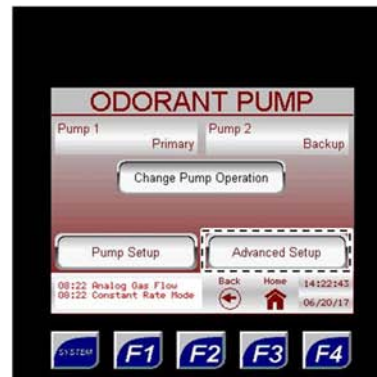 ODORANT PUMP
Pump 1
Primary
Pump 2
Backup
Change Pump Operation
Pump Setup
Advanced Setup
08:22 Analog Gas Flow
08:22 Constant Rate Mode
Back
Home
14:22:43
06/20/17
SYSTEM
F1
F2
F3
F4